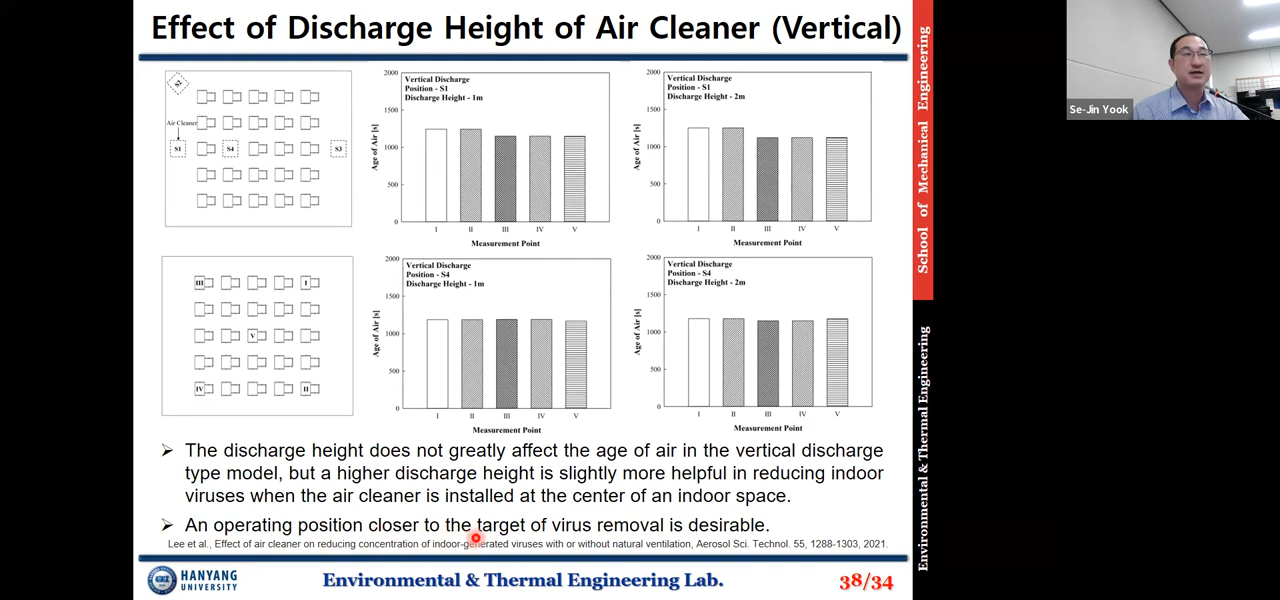 Effect of Discharge Height of Air Cleaner (Vertical)
S2
Air Cleaner
S1
S4
S3
2000
1500
1000
500
0
Age of Air [s]
Vertical Discharge
Position - S1
Discharge Height - 1m
I II III IV V
Measurement Point
2000
1500
1000
500
0
Age of Air [s]
Vertical Discharge
Position - S1
Discharge Height - 2m
I II III IV V
Measurement Point
III
I
V
IV
II
2000
1500
1000
500
0
Age of Air [s]
Vertical Discharge
Position - S4
Discharge Height - 1m
I II III IV V
Measurement Point
2000
1500
1000
500
0
Age of Air [s]
Vertical Discharge
Position - S4
Discharge Height - 2m
I II III IV V
Measurement Point
➢ The discharge height does not greatly affect the age of air in the vertical discharge
type model, but a higher discharge height is slightly more helpful in reducing indoor
viruses when the air cleaner is installed at the center of an indoor space.
➢ An operating position closer to the target of virus removal is desirable.
Lee et al., Effect of air cleaner on reducing concentration of indoor-generated viruses with or without natural ventilation, Aerosol Sci. Technol. 55, 1288-1303, 2021.
HANYANG
UNIVERSITY
Environmental & Thermal Engineering Lab.
38/34
School of Mechanical Engineering
Environmental & Thermal Engineering
Se-Jin Yook